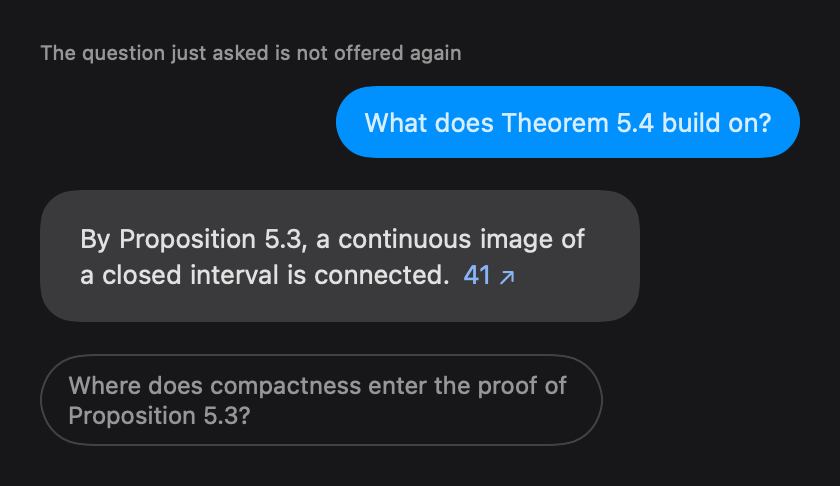 The question just asked is not offered again
What does Theorem 5.4 build on?
By Proposition 5.3, a continuous image of
a closed interval is connected. 41 ↗
Where does compactness enter the proof of
Proposition 5.3?